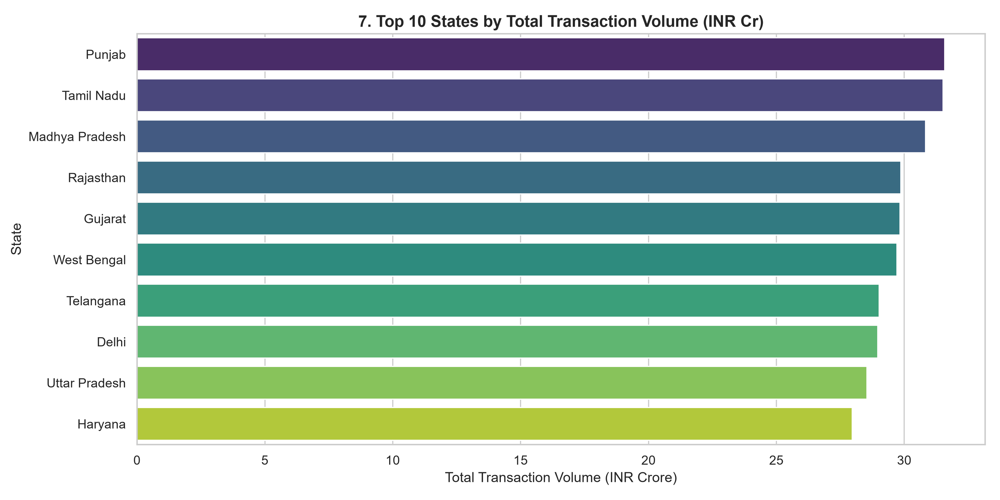 7. Top 10 States by Total Transaction Volume (INR Cr)
Punjab
Tamil Nadu
Madhya Pradesh
Rajasthan
Gujarat
West Bengal
Telangana
Delhi
Uttar Pradesh
Haryana
State
0 5 10 15 20 25 30
Total Transaction Volume (INR Crore)